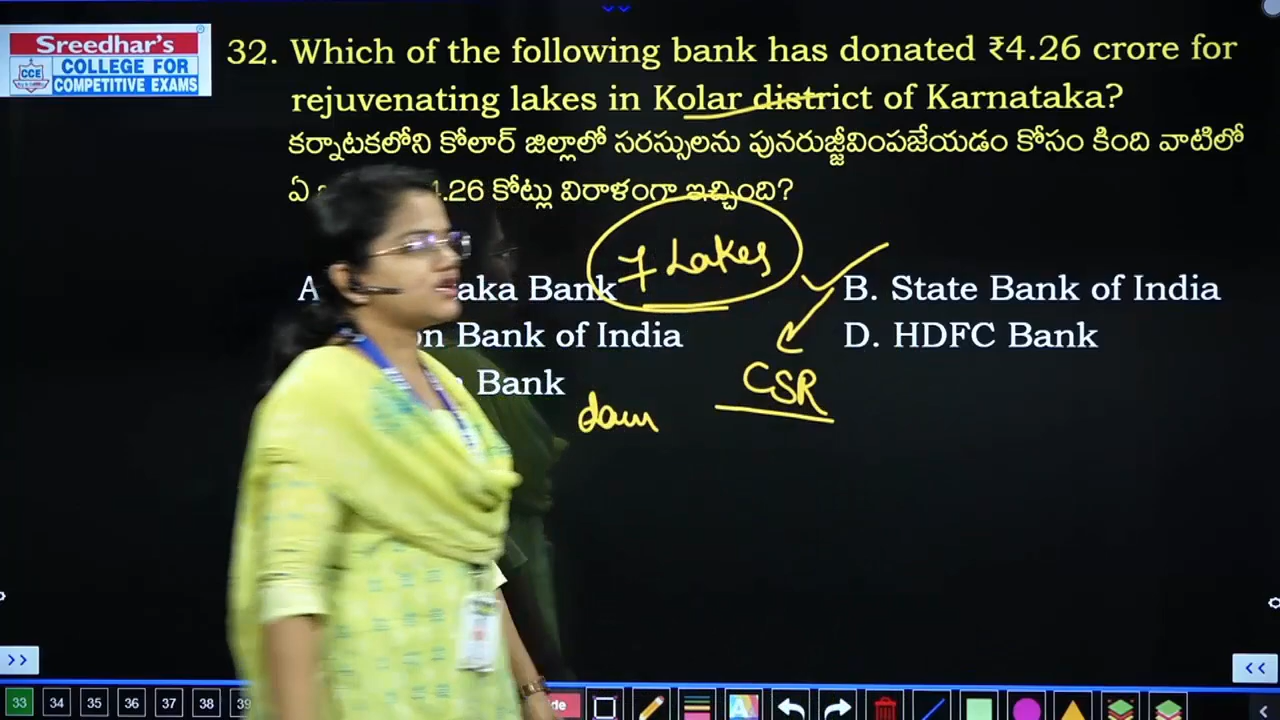 Sreedhar's
CCE
COLLEGE FOR
COMPETITIVE EXAMS
32. Which of the following bank has donated ₹4.26 crore for
rejuvenating lakes in Kolar district of Karnataka?
కర్నాటకలోని కోలార్ జిల్లాలో సరస్సులను పునరుజ్జీవింపజేయడం కోసం కింది వాటిలో
ఏ 4.26 కోట్లు విరాళంగా ఇచ్చింది?
7 Lakes
A aka Bank
B. State Bank of India
n Bank of India
D. HDFC Bank
Bank
CSR
dam
>>
<<
33 34 35 36 37 38 39